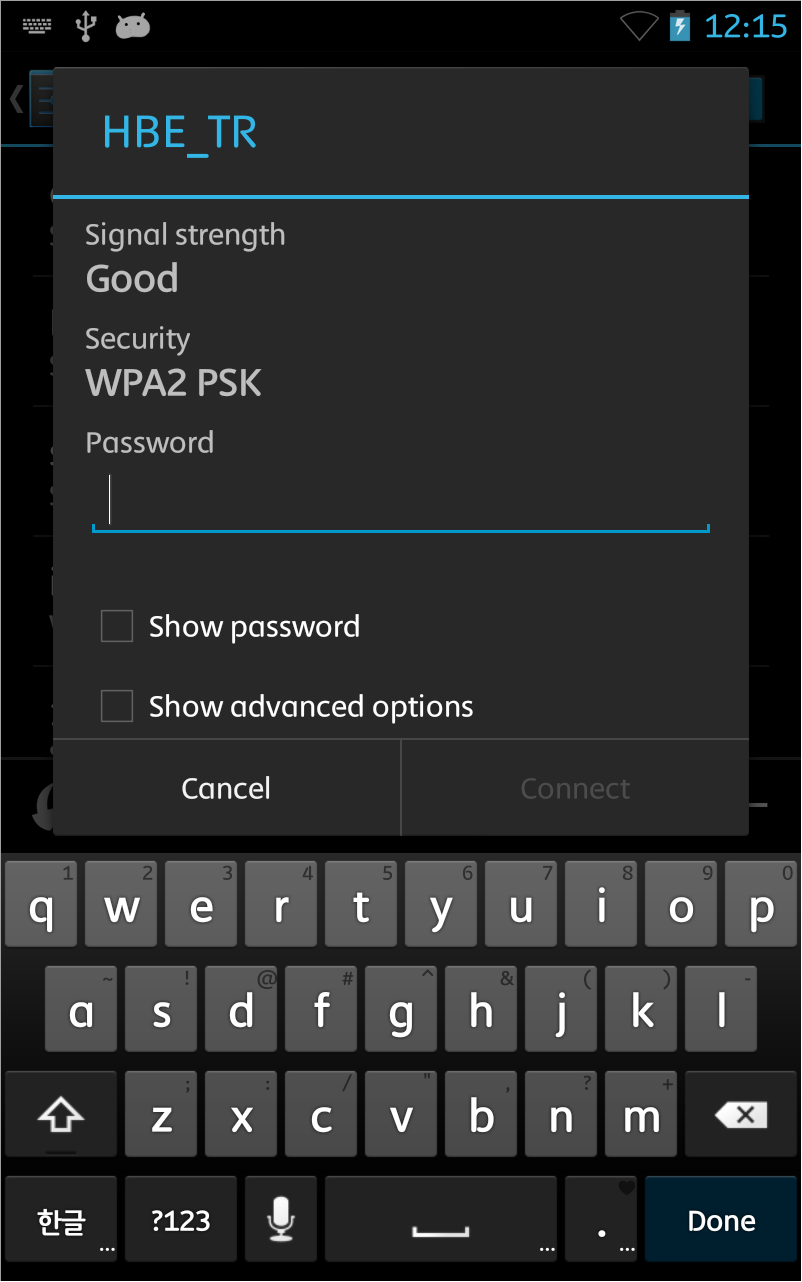 12:15
HBE_TR
Signal strength
Good
Security
WPA2 PSK
Password
Show password
Show advanced options
Cancel Connect
1 2 3 4 5 6 7 8 9 0
q w e r t y u i o p
~ ! @ # ^ & ( ) -
a s d f g h j k l
; : / " , ? +
z x c v b n m
한글 ?123 . Done
... ... ...